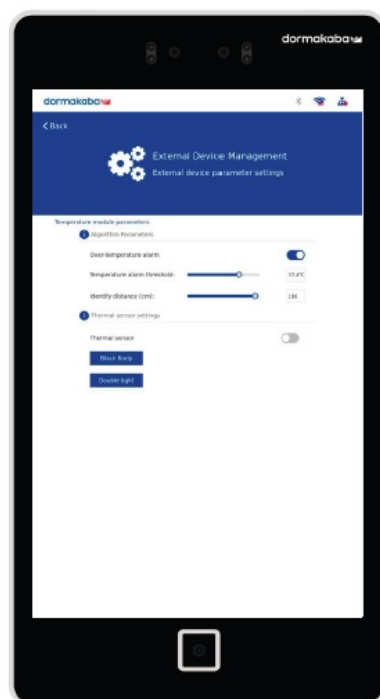 dormakaba
dormakaba
Back
External Device Management
External device parameter settings
Temperature module parameters
Algorithm Parameters
Over-temperature alarm
Temperature alarm threshold:
Identify distance (cm):
Thermal sensor settings
Thermal sensor
Black Body
Double light